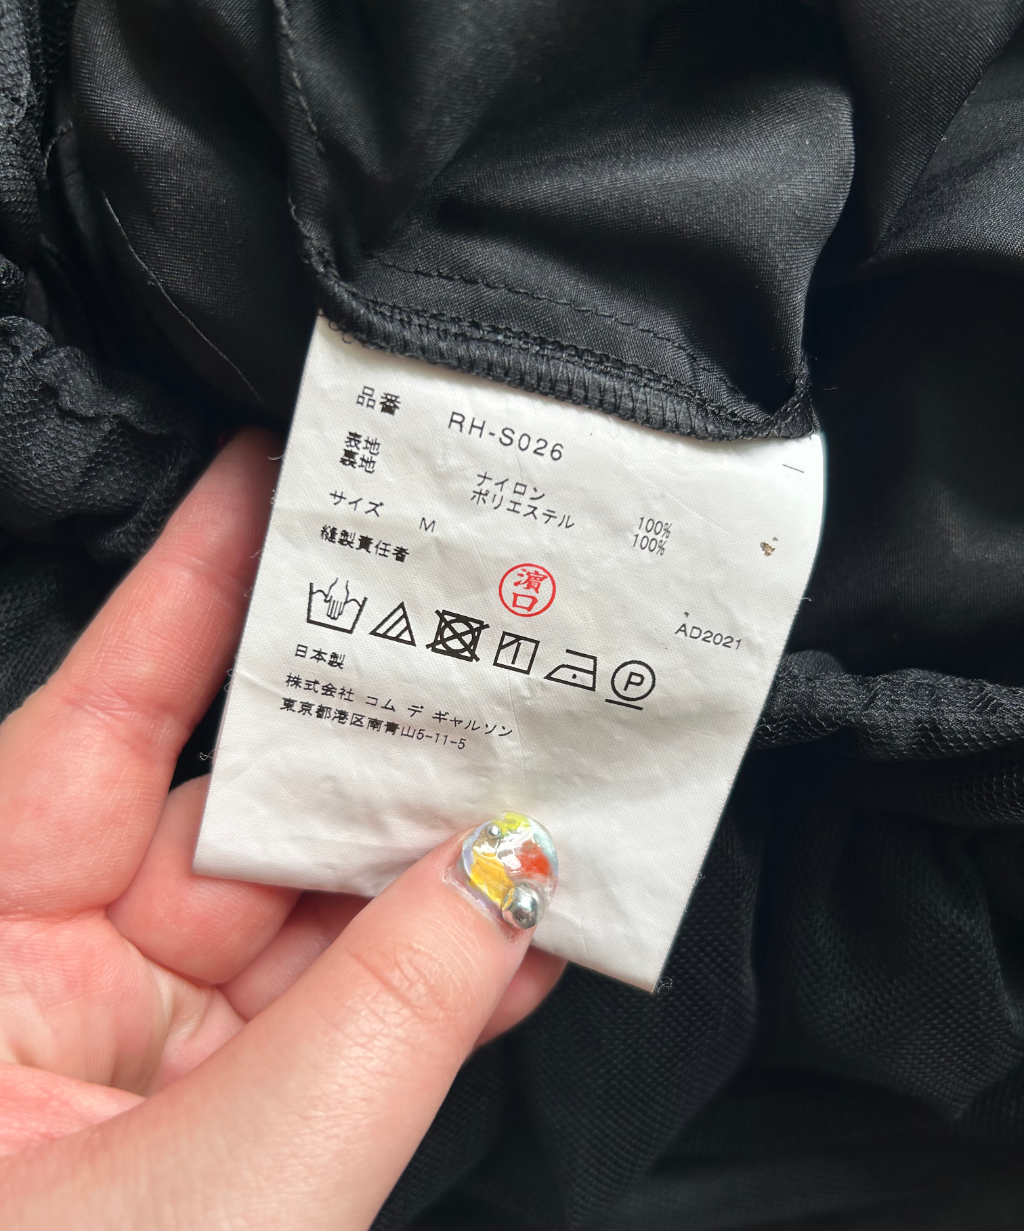 品番 RH-S026
表地 ナイロン 100%
裏地 ポリエステル 100%
サイズ M
縫製責任者
濵口
AD2021
P
日本製
株式会社 コム デ ギャルソン
東京都港区南青山5-11-5